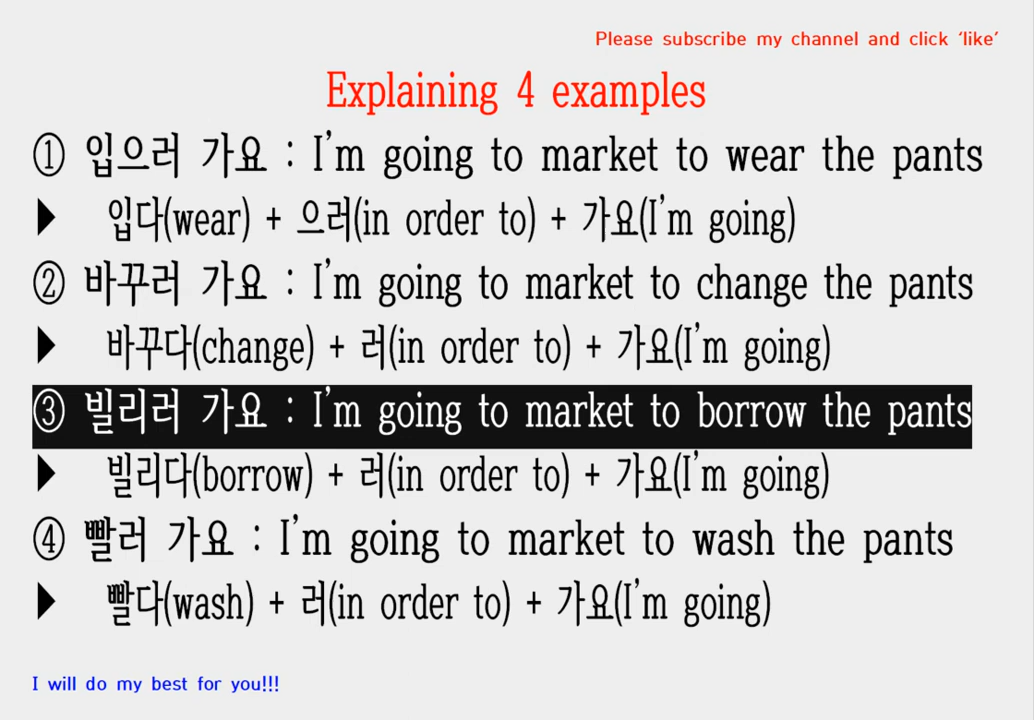 Please subscribe my channel and click ‘like’
Explaining 4 examples
① 입으러 가요 : I'm going to market to wear the pants
▶ 입다(wear) + 으러(in order to) + 가요(I'm going)
② 바꾸러 가요 : I'm going to market to change the pants
▶ 바꾸다(change) + 러(in order to) + 가요(I'm going)
③ 빌리러 가요 : I'm going to market to borrow the pants
▶ 빌리다(borrow) + 러(in order to) + 가요(I'm going)
④ 빨러 가요 : I'm going to market to wash the pants
▶ 빨다(wash) + 러(in order to) + 가요(I'm going)
I will do my best for you!!!